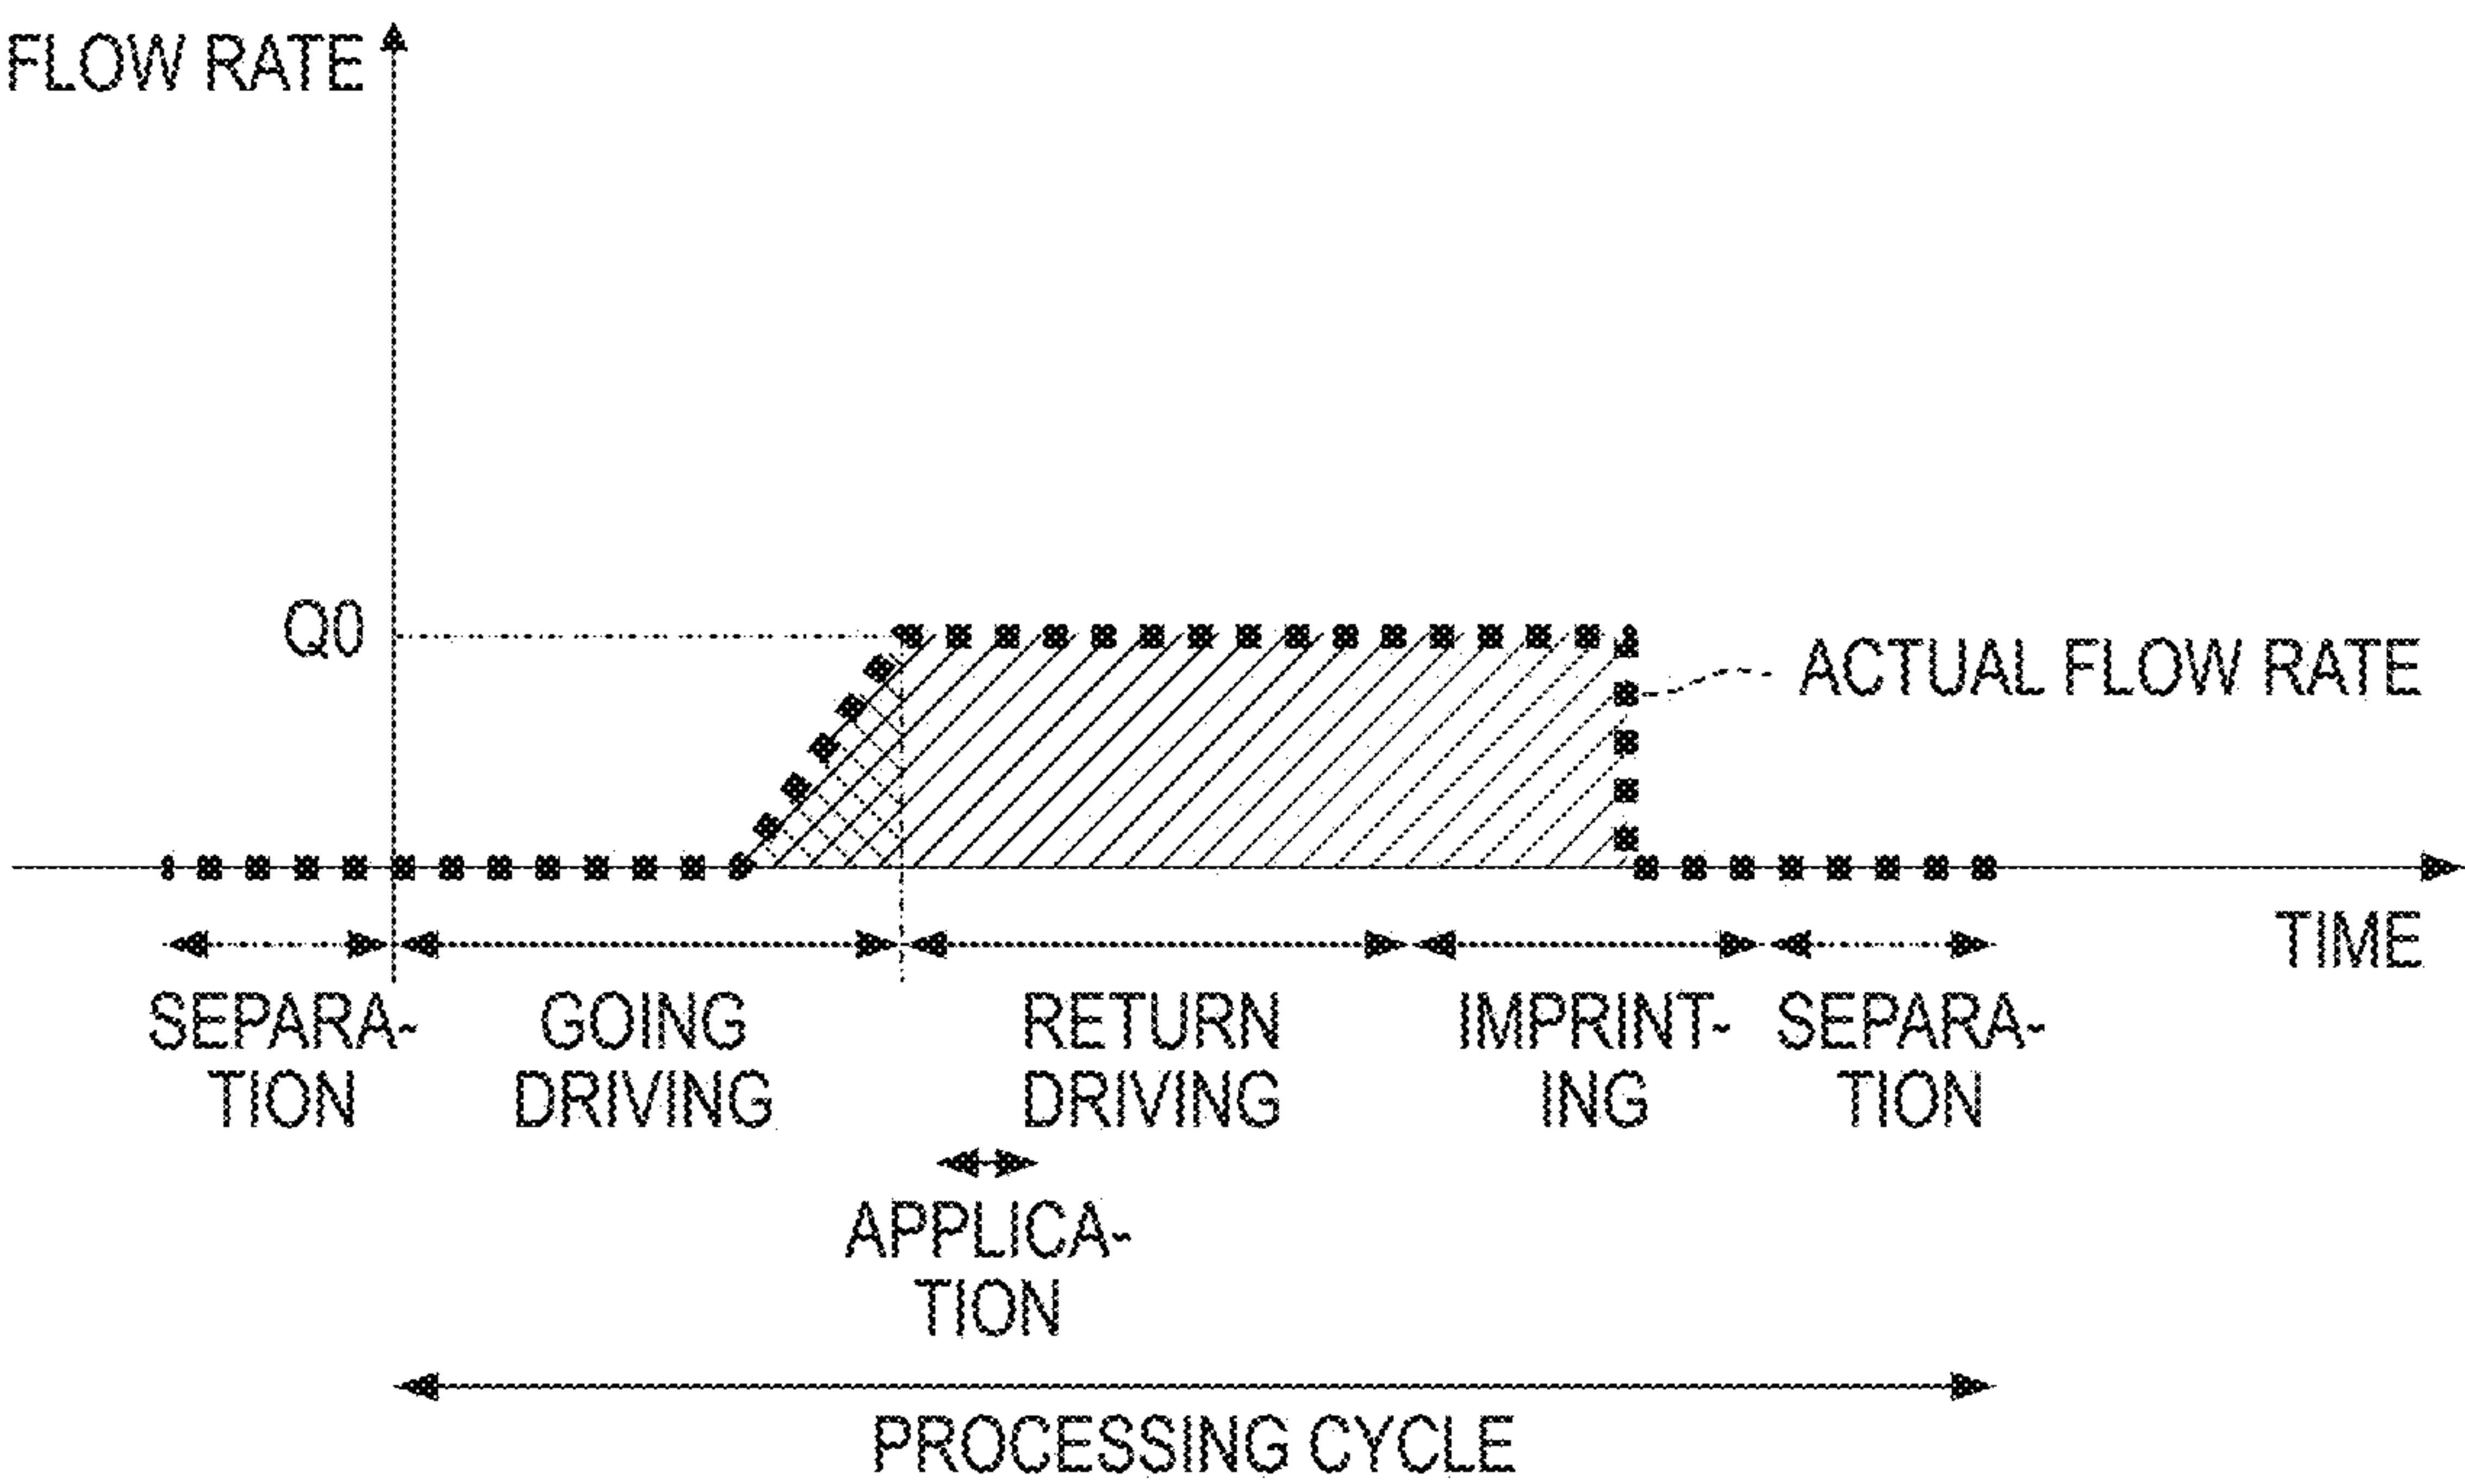 FLOW RATE
Q0
ACTUAL FLOW RATE
TIME
SEPARA-
TION
GOING
DRIVING
RETURN
DRIVING
IMPRINT-
ING
SEPARA-
TION
APPLICA-
TION
PROCESSING CYCLE